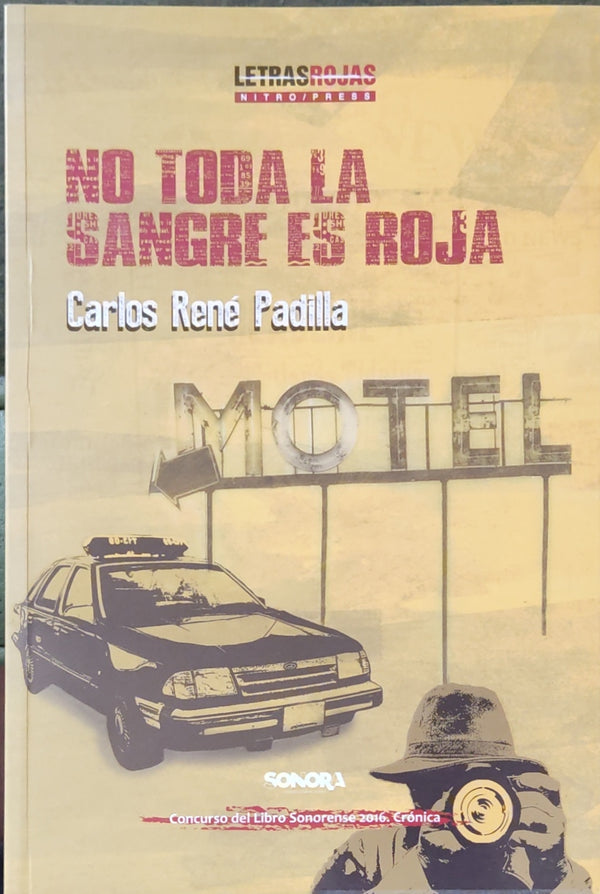 LETRASROJAS
NITRO/PRESS
NO TODA LA
SANGRE ES ROJA
Carlos René Padilla
MOTEL
SONORA
Concurso del Libro Sonorense 2016. Crónica